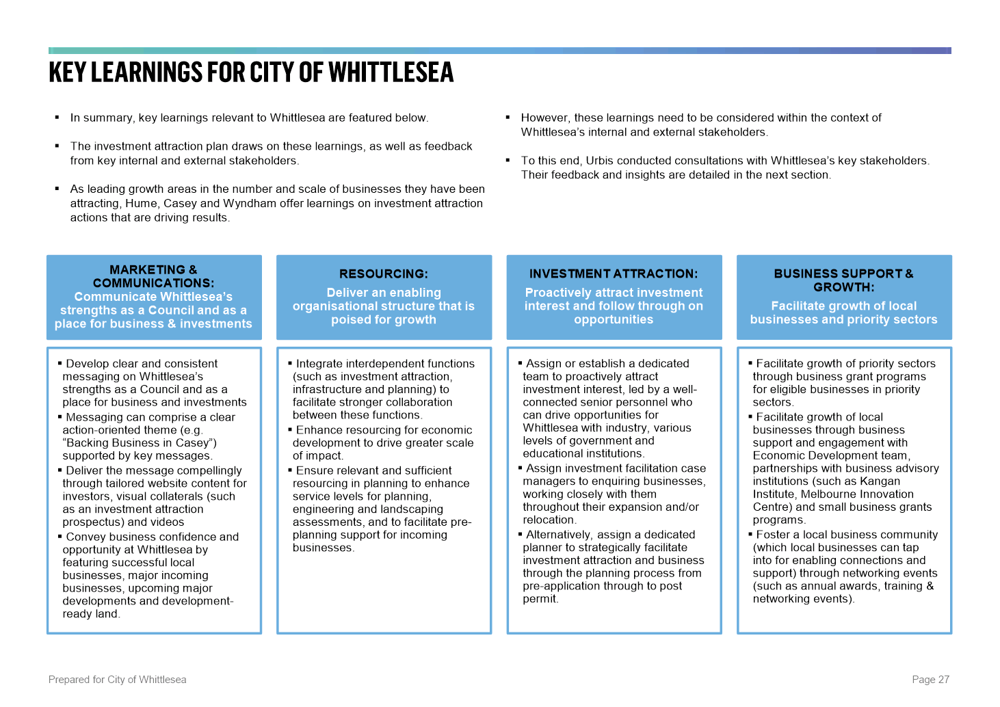 KEY LEARNINGS FOR CITY OF WHITTLESEA
▪ In summary, key learnings relevant to Whittlesea are featured below.
▪ The investment attraction plan draws on these learnings, as well as feedback
from key internal and external stakeholders.
▪ As leading growth areas in the number and scale of businesses they have been
attracting, Hume, Casey and Wyndham offer learnings on investment attraction
actions that are driving results.
▪ However, these learnings need to be considered within the context of
Whittlesea’s internal and external stakeholders.
▪ To this end, Urbis conducted consultations with Whittlesea’s key stakeholders.
Their feedback and insights are detailed in the next section.
MARKETING &
COMMUNICATIONS:
Communicate Whittlesea’s
strengths as a Council and as a
place for business & investments
▪ Develop clear and consistent
messaging on Whittlesea’s
strengths as a Council and as a
place for business and investments
▪ Messaging can comprise a clear
action-oriented theme (e.g.
“Backing Business in Casey”)
supported by key messages.
▪ Deliver the message compellingly
through tailored website content for
investors, visual collaterals (such
as an investment attraction
prospectus) and videos
▪ Convey business confidence and
opportunity at Whittlesea by
featuring successful local
businesses, major incoming
businesses, upcoming major
developments and development-
ready land.
RESOURCING:
Deliver an enabling
organisational structure that is
poised for growth
▪ Integrate interdependent functions
(such as investment attraction,
infrastructure and planning) to
facilitate stronger collaboration
between these functions.
▪ Enhance resourcing for economic
development to drive greater scale
of impact.
▪ Ensure relevant and sufficient
resourcing in planning to enhance
service levels for planning,
engineering and landscaping
assessments, and to facilitate pre-
planning support for incoming
businesses.
INVESTMENT ATTRACTION:
Proactively attract investment
interest and follow through on
opportunities
▪ Assign or establish a dedicated
team to proactively attract
investment interest, led by a well-
connected senior personnel who
can drive opportunities for
Whittlesea with industry, various
levels of government and
educational institutions.
▪ Assign investment facilitation case
managers to enquiring businesses,
working closely with them
throughout their expansion and/or
relocation.
▪ Alternatively, assign a dedicated
planner to strategically facilitate
investment attraction and business
through the planning process from
pre-application through to post
permit.
BUSINESS SUPPORT &
GROWTH:
Facilitate growth of local
businesses and priority sectors
▪ Facilitate growth of priority sectors
through business grant programs
for eligible businesses in priority
sectors.
▪ Facilitate growth of local
businesses through business
support and engagement with
Economic Development team,
partnerships with business advisory
institutions (such as Kangan
Institute, Melbourne Innovation
Centre) and small business grants
programs.
▪ Foster a local business community
(which local businesses can tap
into for enabling connections and
support) through networking events
(such as annual awards, training &
networking events).
Prepared for City of Whittlesea
Page 27